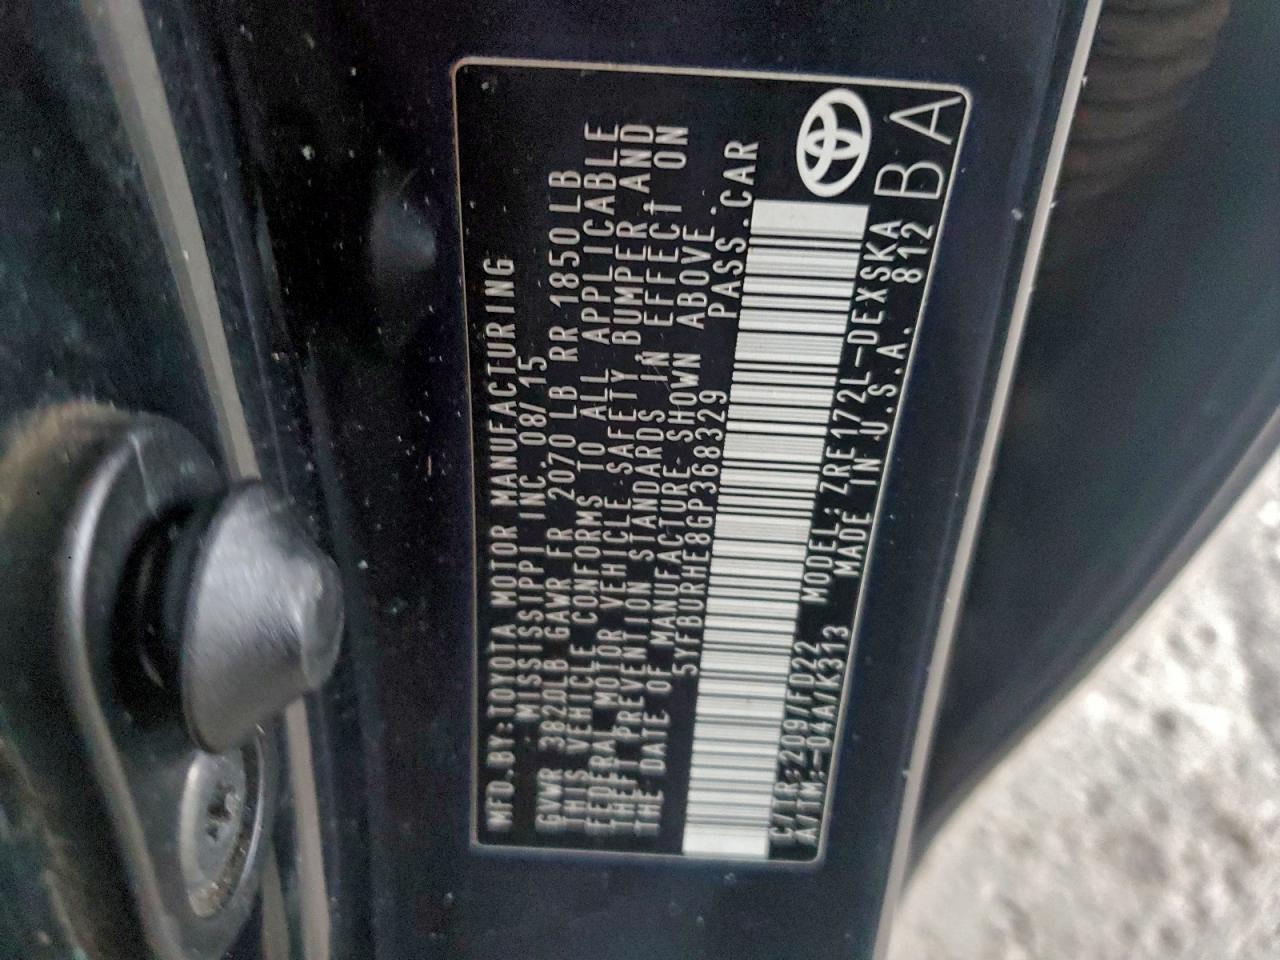 MFD.BY:TOYOTA MOTOR MANUFACTURING
MISSISSIPPI INC. 08/15
GVWR 3820LB GAWR FR 2070LB RR 1850LB
THIS VEHICLE CONFORMS TO ALL APPLICABLE
FEDERAL MOTOR VEHICLE SAFETY, BUMPER, AND
THEFT PREVENTION STANDARDS IN EFFECT ON
THE DATE OF MANUFACTURE SHOWN ABOVE.
5YFBURHE8GP368329 PASS.CAR
C/TR:209/FD22 MODEL:ZRE172L-DEXSKA
A/TM:-04A/K313 MADE IN U.S.A. 812
BA